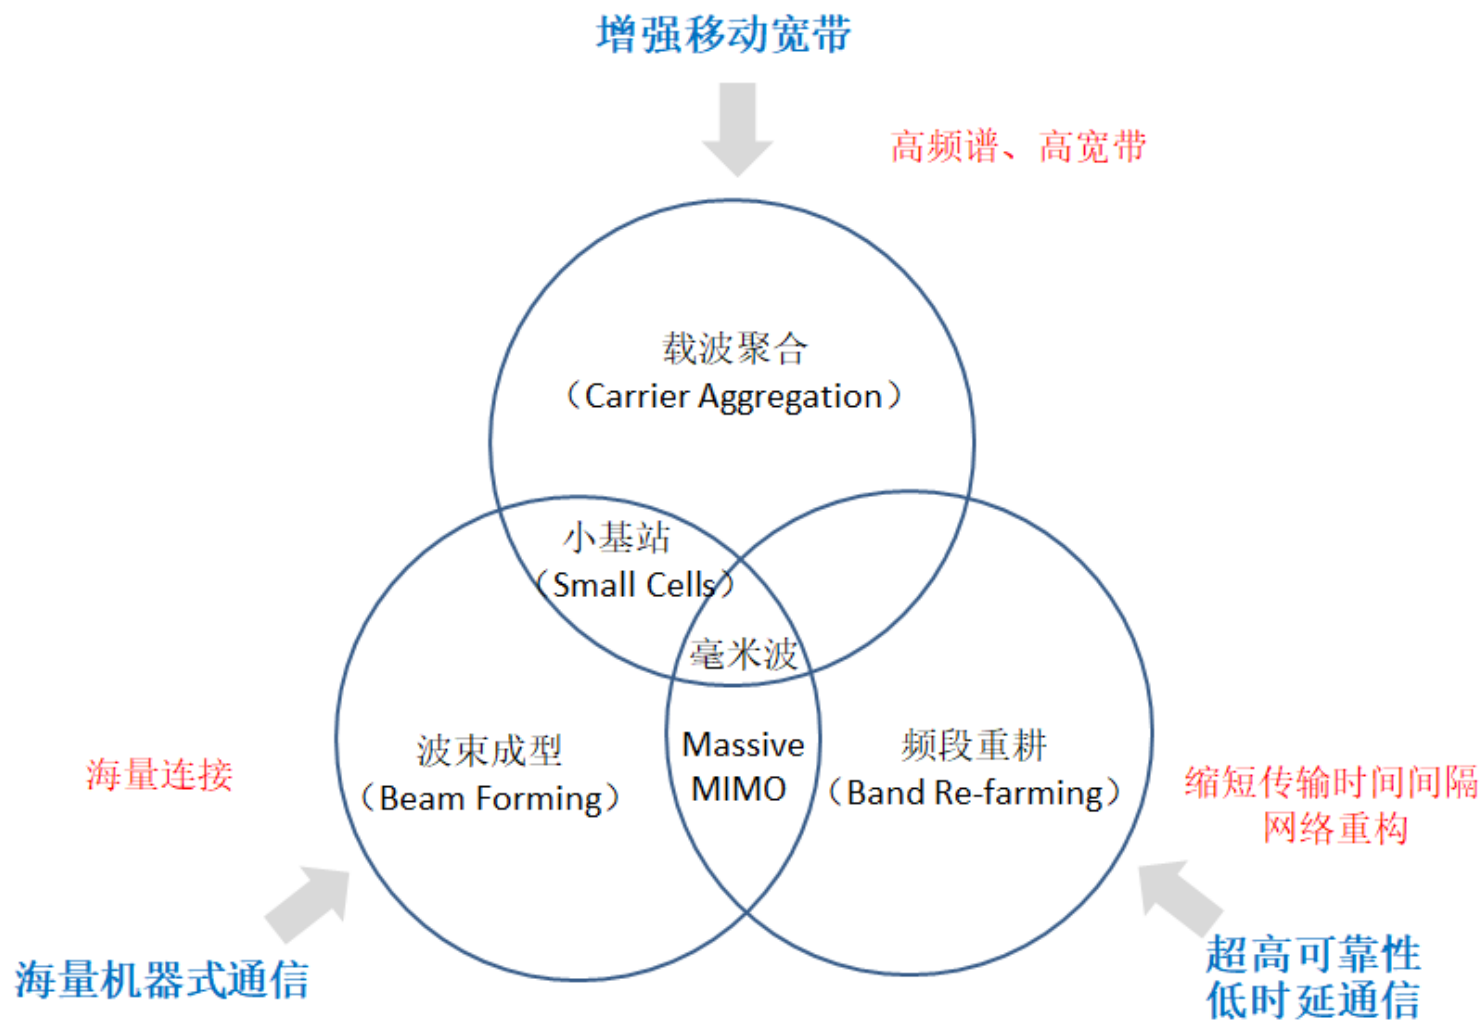 增强移动宽带
高频谱、高宽带
载波聚合
（Carrier Aggregation）
小基站
（Small Cells）
毫米波
海量连接
波束成型
（Beam Forming）
Massive
MIMO
频段重耕
（Band Re-farming）
缩短传输时间间隔
网络重构
海量机器式通信
超高可靠性
低时延通信